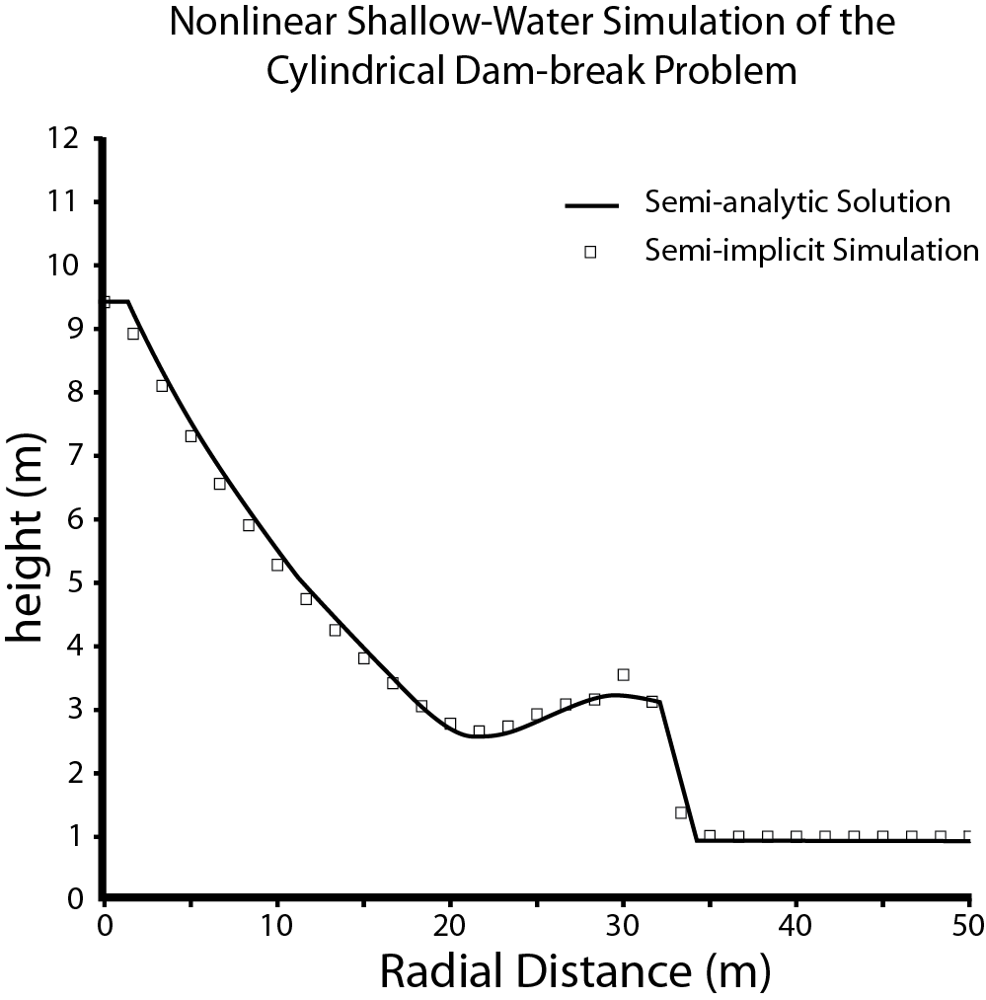 Nonlinear Shallow-Water Simulation of the
Cylindrical Dam-break Problem
12
11
10
9
8
7
6
5
4
3
2
1
0
height (m)
Semi-analytic Solution
Semi-implicit Simulation
0 10 20 30 40 50
Radial Distance (m)